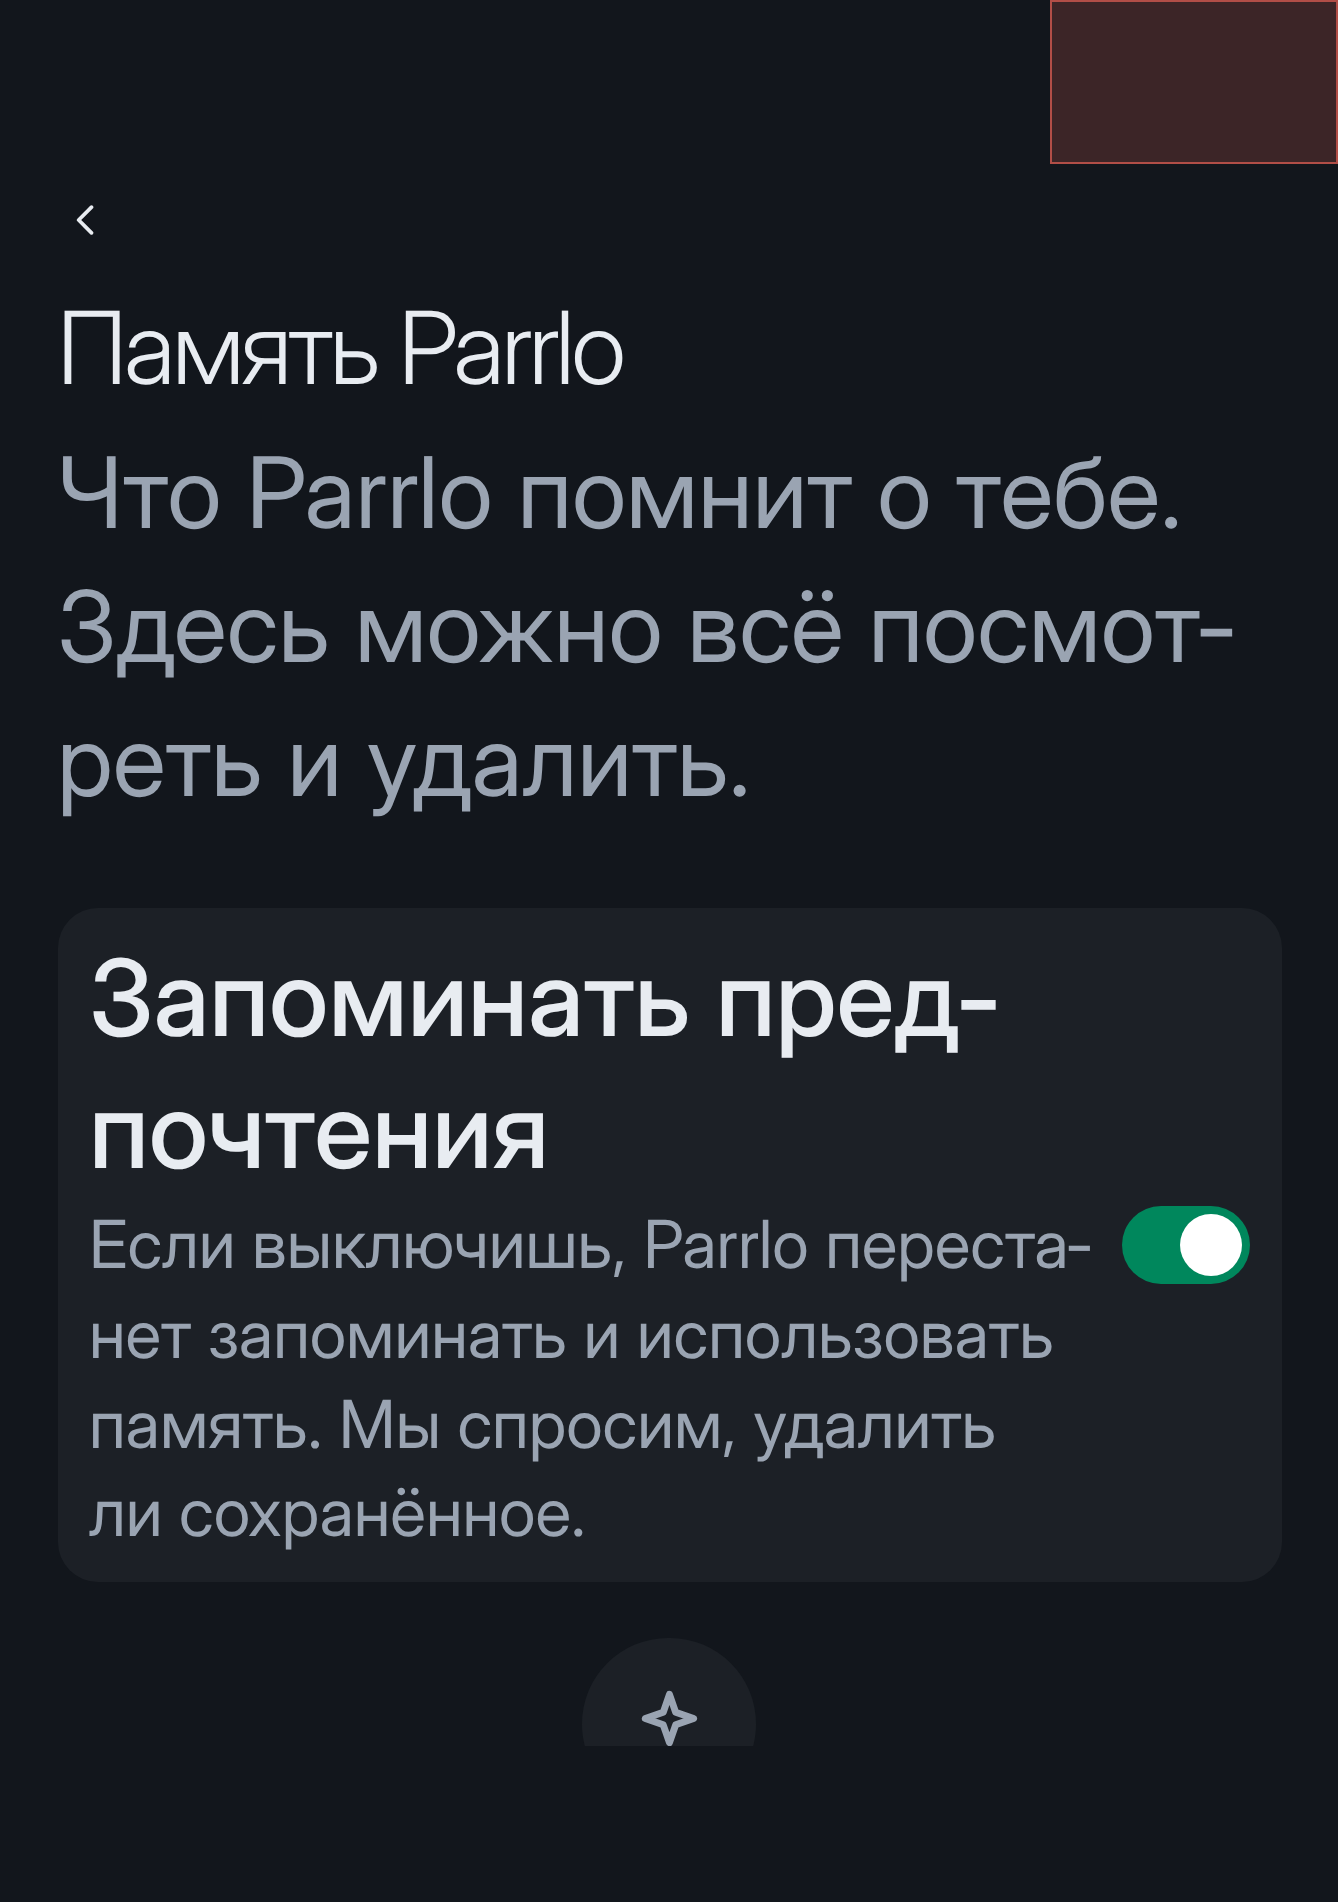 Память Parrlo
Что Parrlo помнит о тебе.
Здесь можно всё посмот-
реть и удалить.
Запоминать пред-
почтения
Если выключишь, Parrlo переста-
нет запоминать и использовать
память. Мы спросим, удалить
ли сохранённое.